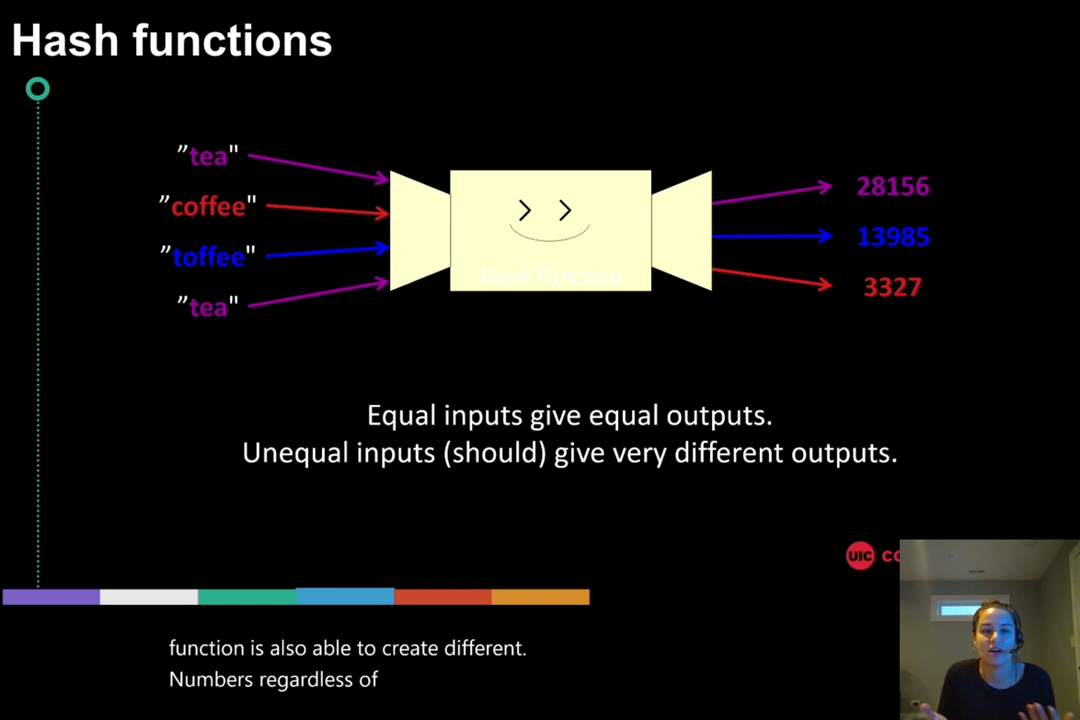 Hash functions
”tea"
”coffee"
”toffee"
”tea"
Hash Function
28156
13985
3327
Equal inputs give equal outputs.
Unequal inputs (should) give very different outputs.
UIC
function is also able to create different.
Numbers regardless of